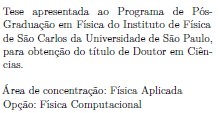 Tese apresentada ao Programa de Pós-
Graduação em Física do Instituto de Física
de São Carlos da Universidade de São Paulo,
para obtenção do título de Doutor em Ciên-
cias.
Área de concentração: Física Aplicada
Opção: Física Computacional